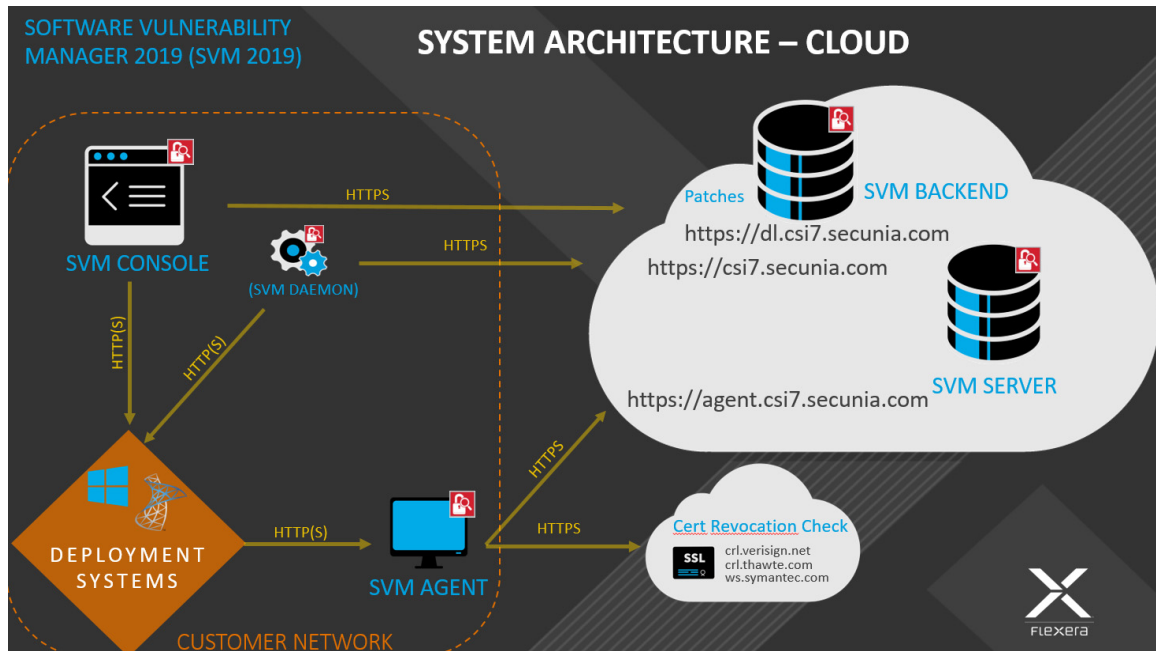 SOFTWARE VULNERABILITY
MANAGER 2019 (SVM 2019)
SYSTEM ARCHITECTURE – CLOUD
HTTPS
Patches
SVM BACKEND
https://dl.csi7.secunia.com
SVM CONSOLE
HTTPS
https://csi7.secunia.com
(SVM DAEMON)
HTTP(S)
HTTP(S)
SVM SERVER
https://agent.csi7.secunia.com
HTTPS
DEPLOYMENT
SYSTEMS
HTTP(S)
SVM AGENT
HTTPS
Cert Revocation Check
SSL
crl.verisign.net
crl.thawte.com
ws.symantec.com
CUSTOMER NETWORK
FLEXera